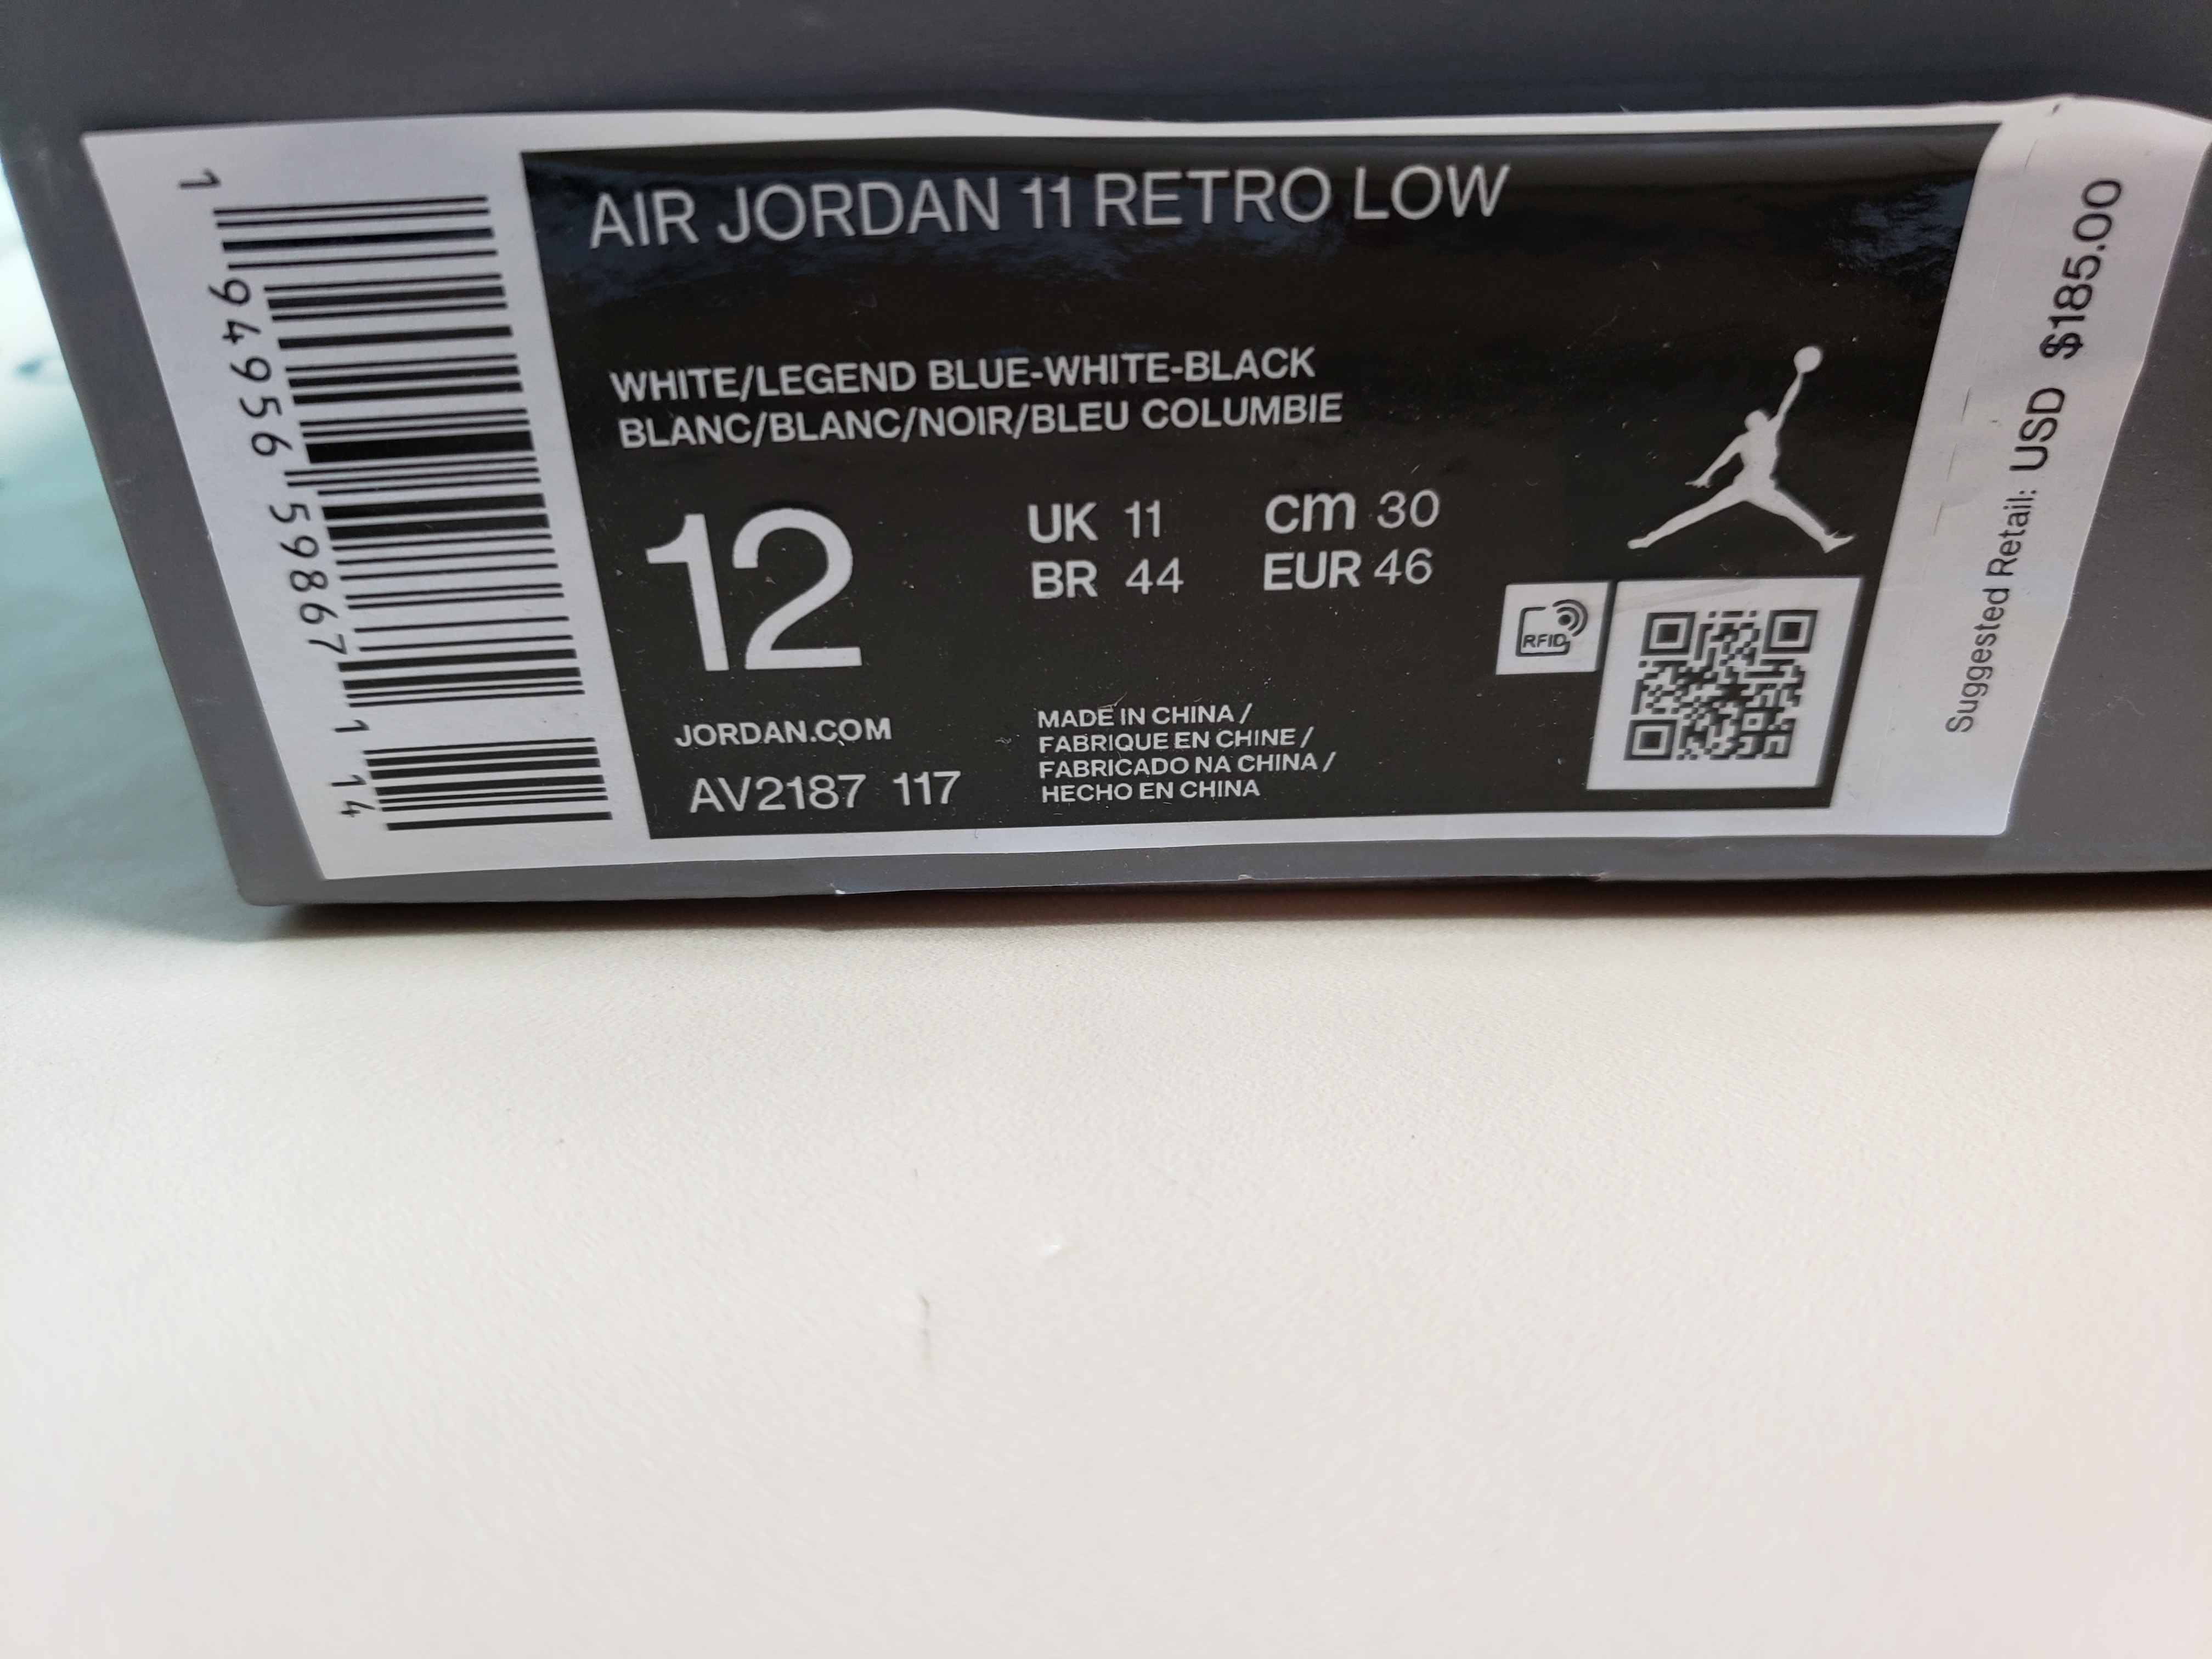 AIR JORDAN 11 RETRO LOW
WHITE/LEGEND BLUE-WHITE-BLACK
BLANC/BLANC/NOIR/BLEU COLUMBIE
12
UK 11
BR 44
cm 30
EUR 46
RFID
JORDAN.COM
AV2187 117
MADE IN CHINA /
FABRIQUE EN CHINE /
FABRICADO NA CHINA /
HECHO EN CHINA
1 94956 59867 1 14
Suggested Retail: USD $185.00